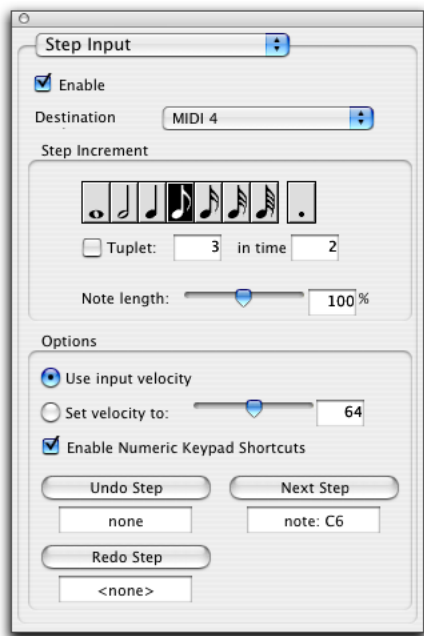 Step Input
Enable
Destination MIDI 4
Step Increment
Tuplet: 3 in time 2
Note length: 100 %
Options
Use input velocity
Set velocity to: 64
Enable Numeric Keypad Shortcuts
Undo Step Next Step
none note: C6
Redo Step
<none>